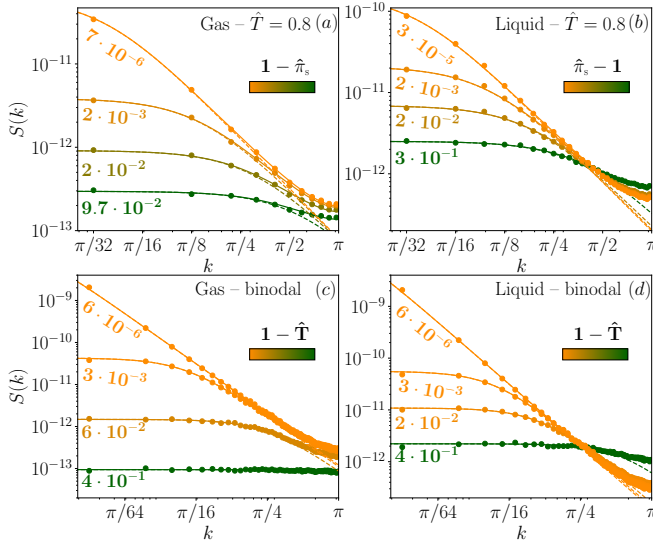 Gas – T̂ = 0.8 (a)
1 − π̂ₛ
7 · 10⁻⁶
2 · 10⁻³
2 · 10⁻²
9.7 · 10⁻²
S(k)
10⁻¹¹
10⁻¹²
10⁻¹³
π/32 π/16 π/8 π/4 π/2 π
k
Liquid – T̂ = 0.8 (b)
π̂ₛ − 1
3 · 10⁻⁵
2 · 10⁻³
2 · 10⁻²
3 · 10⁻¹
10⁻¹⁰
10⁻¹¹
10⁻¹²
π/32 π/16 π/8 π/4 π/2 π
k
Gas – binodal (c)
1 − T̂
6 · 10⁻⁶
3 · 10⁻³
6 · 10⁻²
4 · 10⁻¹
S(k)
10⁻⁹
10⁻¹⁰
10⁻¹¹
10⁻¹²
10⁻¹³
π/64 π/16 π/4 π
k
Liquid – binodal (d)
1 − T̂
6 · 10⁻⁶
3 · 10⁻³
2 · 10⁻²
4 · 10⁻¹
10⁻⁹
10⁻¹⁰
10⁻¹¹
10⁻¹²
π/64 π/16 π/4 π
k